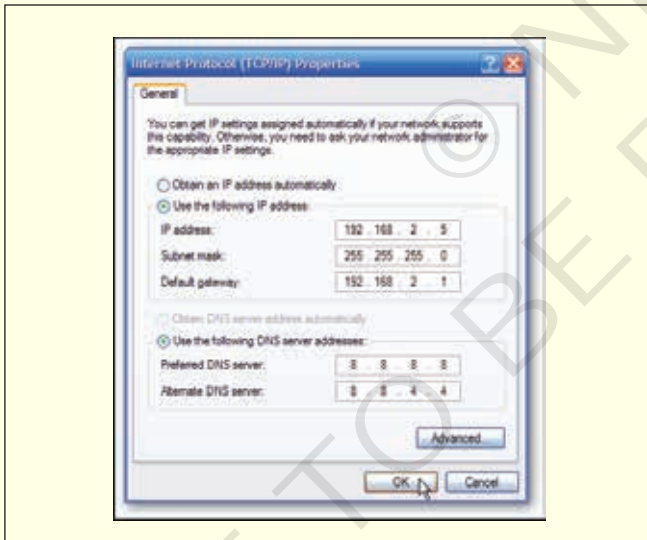 Internet Protocol (TCP/IP) Properties
General
You can get IP settings assigned automatically if your network supports
this capability. Otherwise, you need to ask your network administrator for
the appropriate IP settings.
Obtain an IP address automatically
Use the following IP address:
IP address: 192 . 168 . 2 . 5
Subnet mask: 255 . 255 . 255 . 0
Default gateway: 192 . 168 . 2 . 1
Obtain DNS server address automatically
Use the following DNS server addresses:
Preferred DNS server: 8 . 8 . 8 . 8
Alternate DNS server: 8 . 8 . 4 . 4
Advanced...
OK
Cancel
©
TO BE